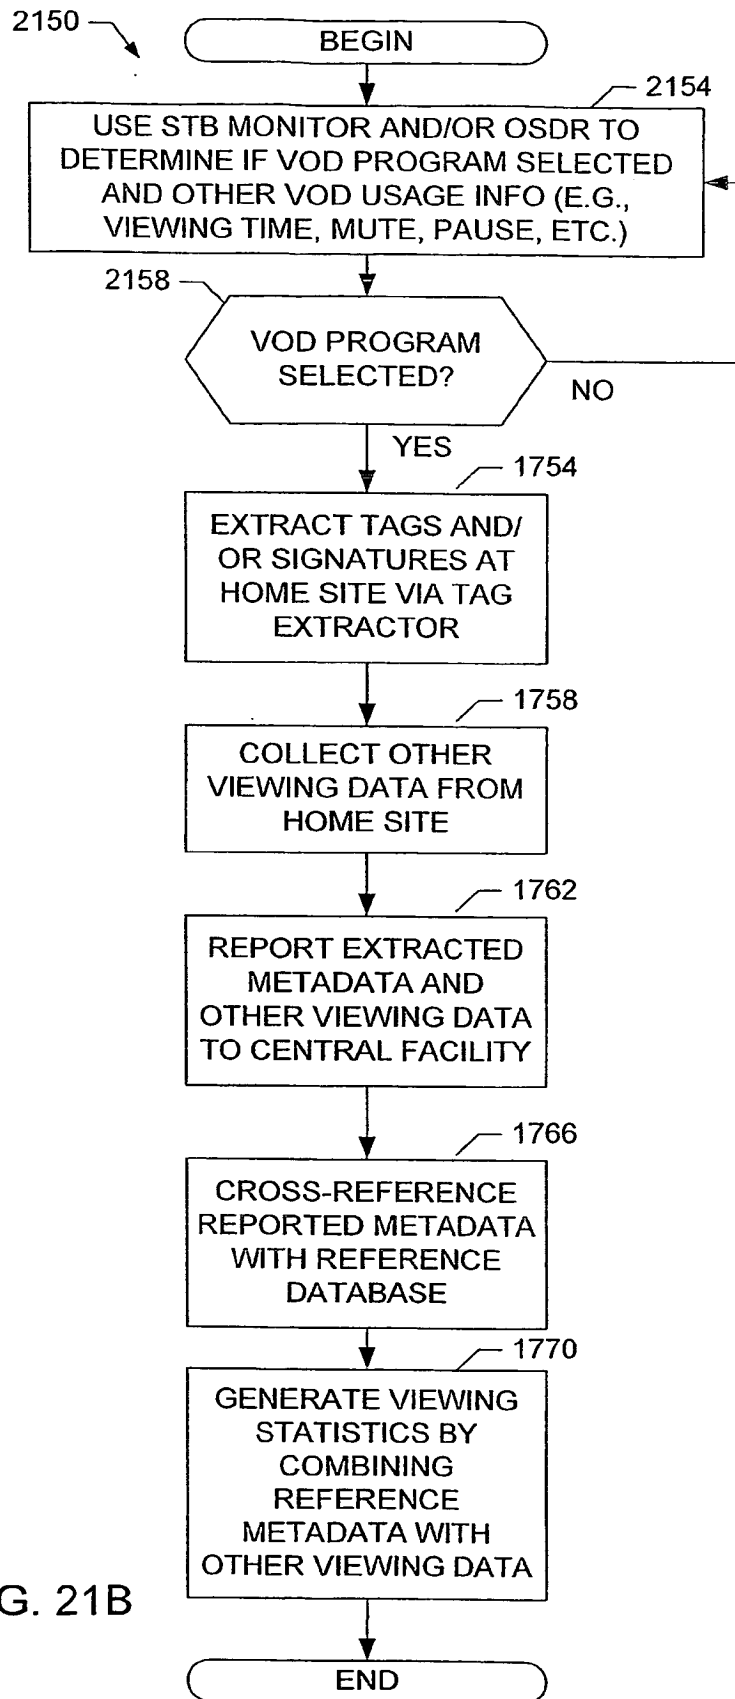 2150
BEGIN
2154
USE STB MONITOR AND/OR OSDR TO
DETERMINE IF VOD PROGRAM SELECTED
AND OTHER VOD USAGE INFO (E.G.,
VIEWING TIME, MUTE, PAUSE, ETC.)
2158
VOD PROGRAM
SELECTED?
NO
YES
1754
EXTRACT TAGS AND/
OR SIGNATURES AT
HOME SITE VIA TAG
EXTRACTOR
1758
COLLECT OTHER
VIEWING DATA FROM
HOME SITE
1762
REPORT EXTRACTED
METADATA AND
OTHER VIEWING DATA
TO CENTRAL FACILITY
1766
CROSS-REFERENCE
REPORTED METADATA
WITH REFERENCE
DATABASE
1770
GENERATE VIEWING
STATISTICS BY
COMBINING
REFERENCE
METADATA WITH
OTHER VIEWING DATA
G. 21B
END